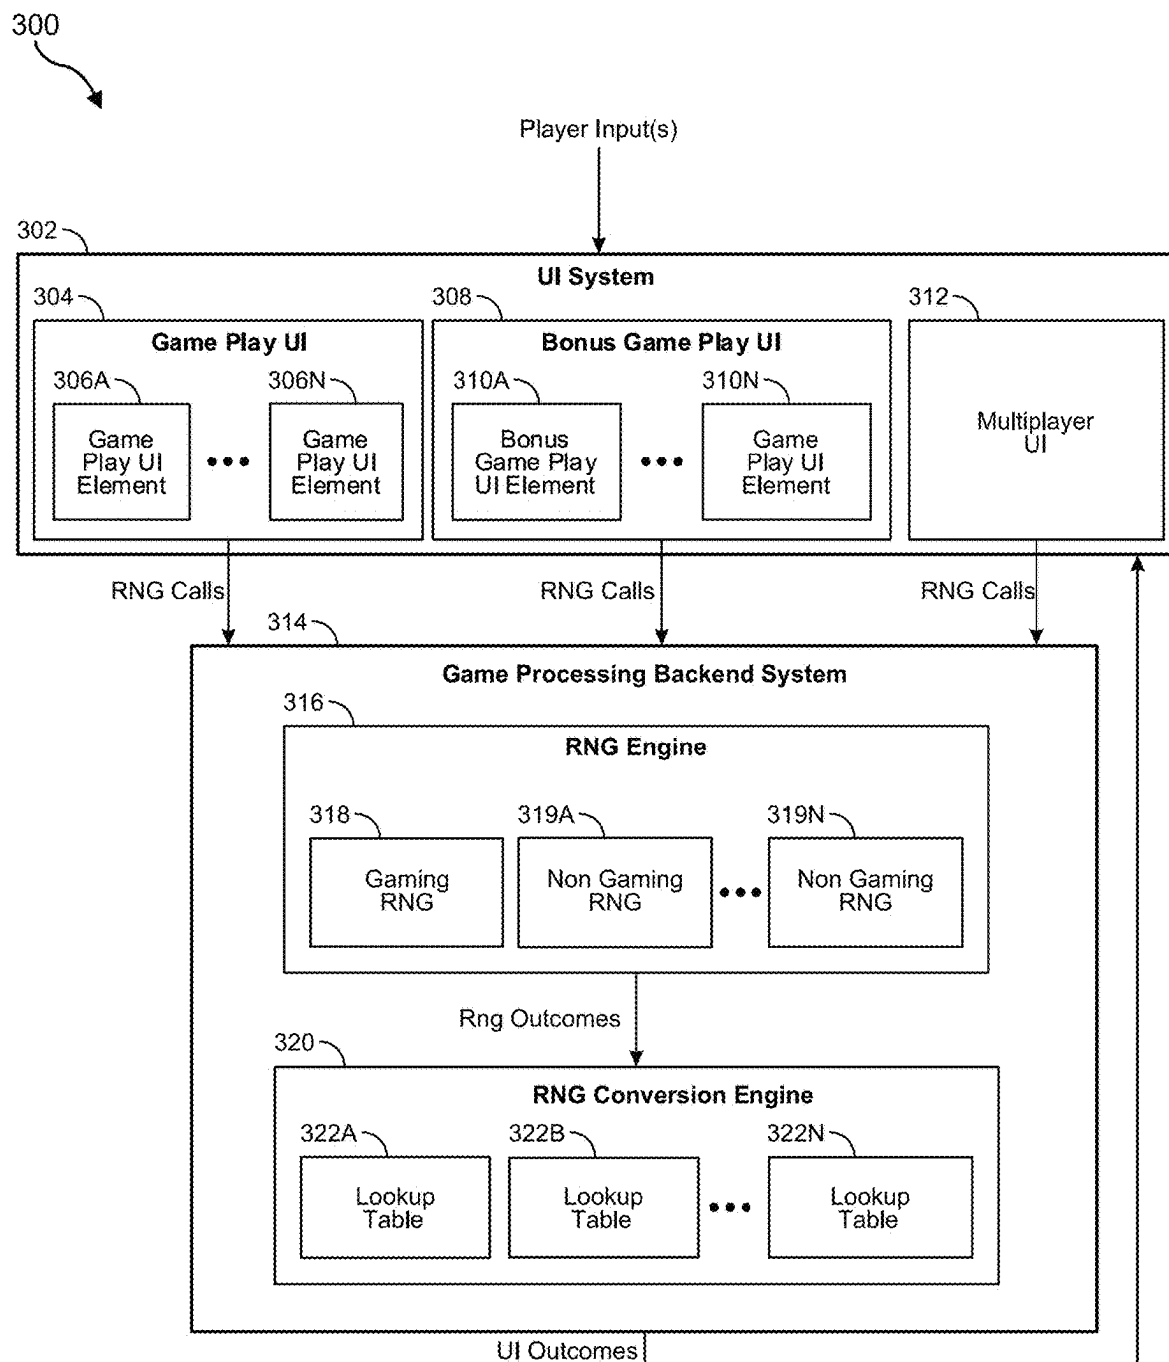 300
Player Input(s)
302
UI System
304
308
312
Game Play UI
Bonus Game Play UI
306A
306N
310A
310N
Game
Play UI
Element
Game
Play UI
Element
Bonus
Game Play
UI Element
Game
Play UI
Element
Multiplayer
UI
RNG Calls
RNG Calls
RNG Calls
314
Game Processing Backend System
316
RNG Engine
318
319A
319N
Gaming
RNG
Non Gaming
RNG
Non Gaming
RNG
Rng Outcomes
320
RNG Conversion Engine
322A
322B
322N
Lookup
Table
Lookup
Table
Lookup
Table
UI Outcomes